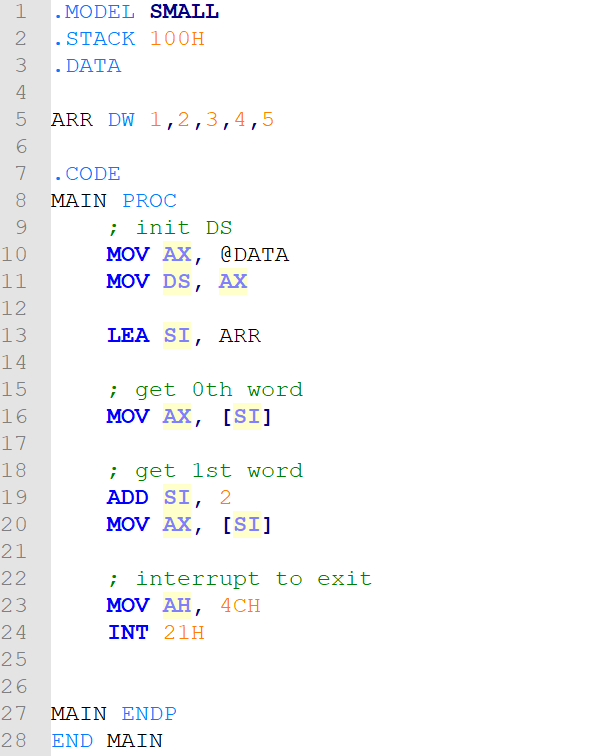 1 .MODEL SMALL
2 .STACK 100H
3 .DATA
4
5 ARR DW 1,2,3,4,5
6
7 .CODE
8 MAIN PROC
9     ; init DS
10     MOV AX, @DATA
11     MOV DS, AX
12
13     LEA SI, ARR
14
15     ; get 0th word
16     MOV AX, [SI]
17
18     ; get 1st word
19     ADD SI, 2
20     MOV AX, [SI]
21
22     ; interrupt to exit
23     MOV AH, 4CH
24     INT 21H
25
26
27 MAIN ENDP
28 END MAIN